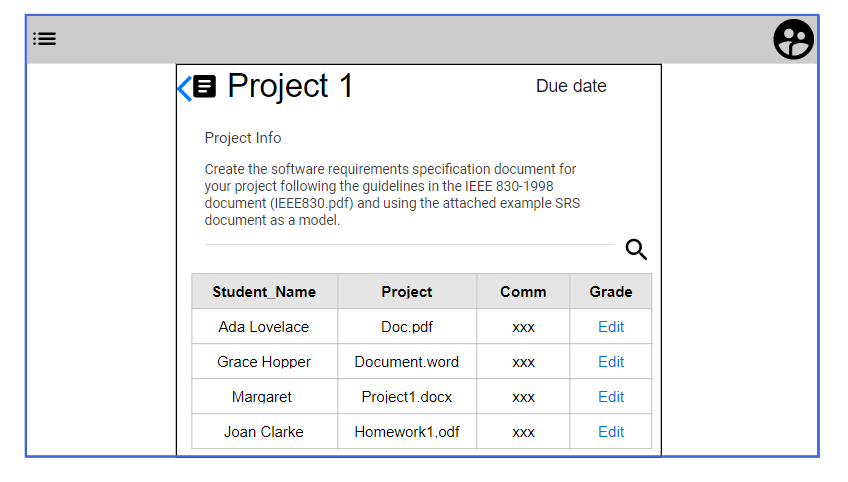 Project 1
Due date
Project Info
Create the software requirements specification document for
your project following the guidelines in the IEEE 830-1998
document (IEEE830.pdf) and using the attached example SRS
document as a model.
Student_Name Project Comm Grade
Ada Lovelace Doc.pdf xxx Edit
Grace Hopper Document.word xxx Edit
Margaret Project1.docx xxx Edit
Joan Clarke Homework1,odf xxx Edit